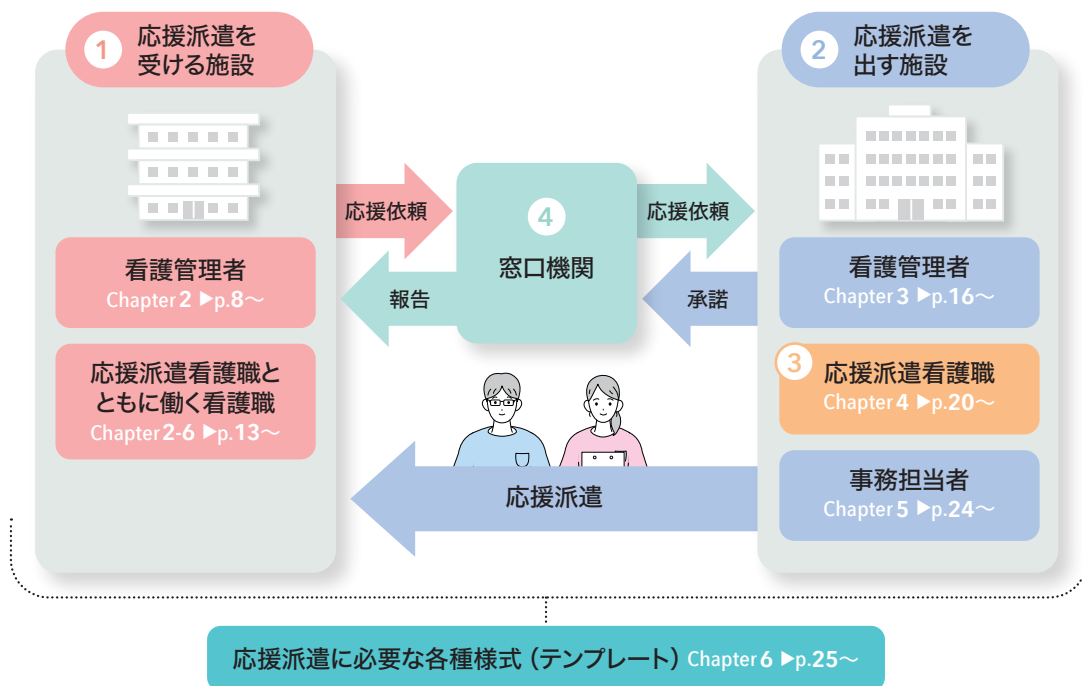 1
応援派遣を
受ける施設
看護管理者
Chapter 2 ▶p.8〜
応援派遣看護職と
ともに働く看護職
Chapter 2-6 ▶p.13〜
応援依頼
報告
4
窓口機関
応援依頼
承諾
応援派遣
2
応援派遣を
出す施設
看護管理者
Chapter 3 ▶p.16〜
3
応援派遣看護職
Chapter 4 ▶p.20〜
事務担当者
Chapter 5 ▶p.24〜
応援派遣に必要な各種様式（テンプレート）Chapter 6 ▶p.25〜